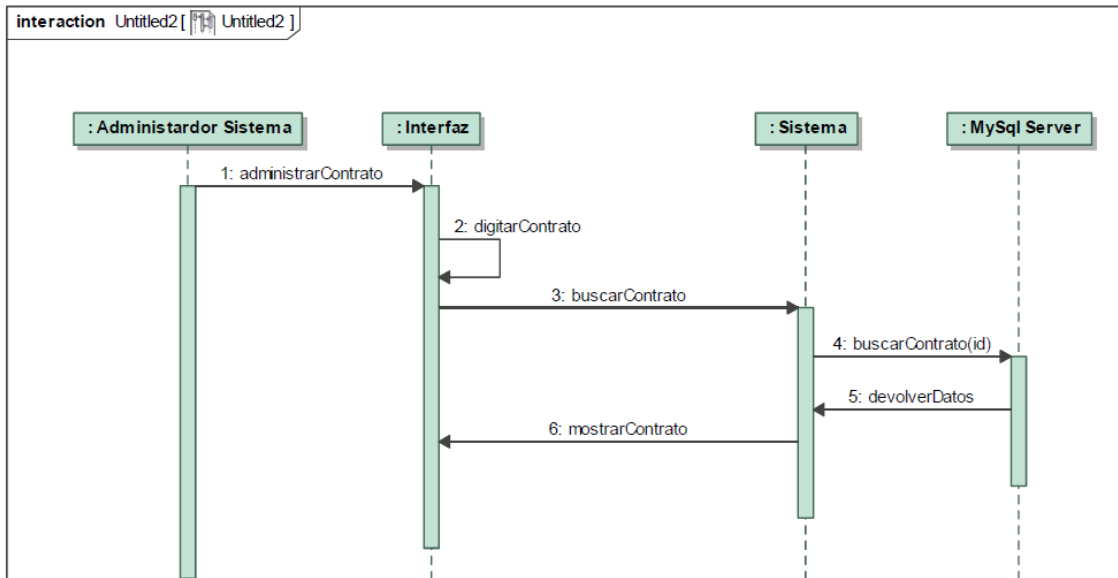 interaction Untitled2 [ Untitled2 ]
: Administardor Sistema
: Interfaz
: Sistema
: MySql Server
1: administrarContrato
2: digitarContrato
3: buscarContrato
4: buscarContrato(id)
5: devolverDatos
6: mostrarContrato